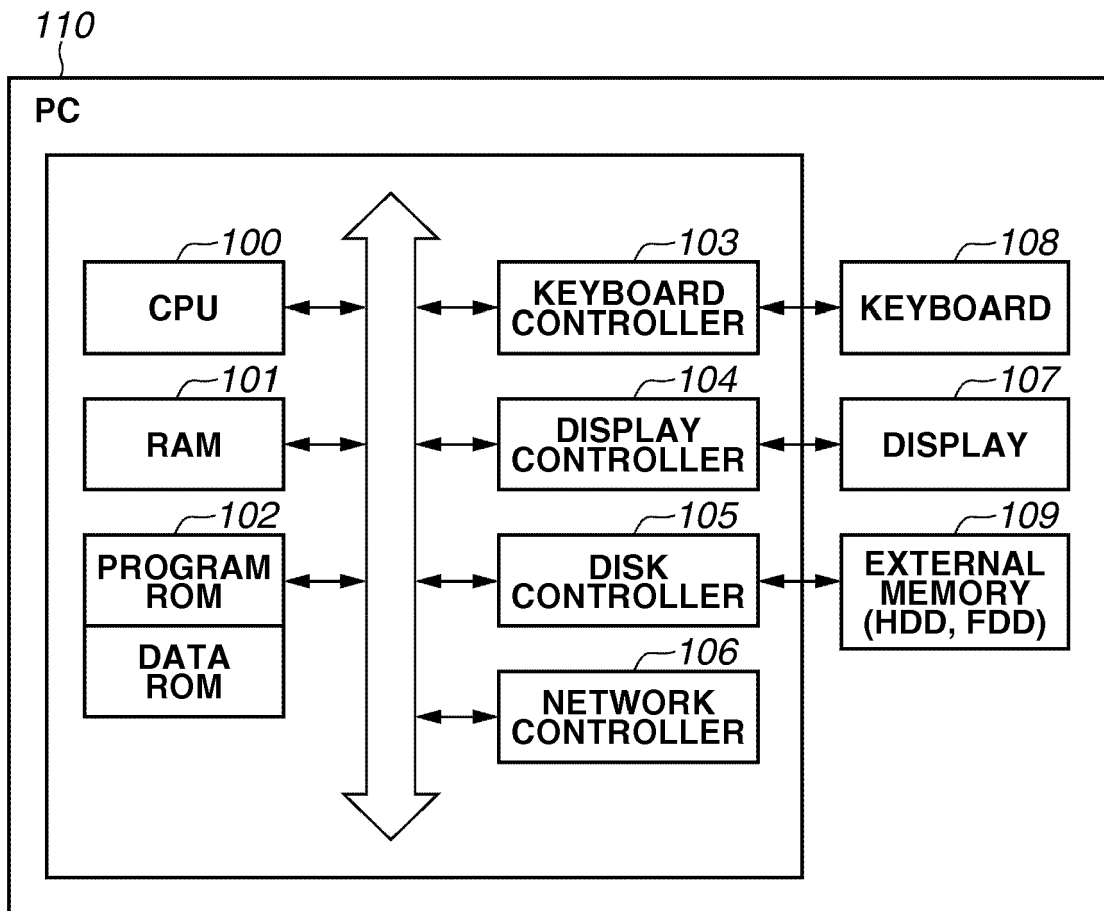 110
PC
100
CPU
103
KEYBOARD
CONTROLLER
108
KEYBOARD
101
RAM
104
DISPLAY
CONTROLLER
107
DISPLAY
102
PROGRAM
ROM
DATA
ROM
105
DISK
CONTROLLER
109
EXTERNAL
MEMORY
(HDD, FDD)
106
NETWORK
CONTROLLER